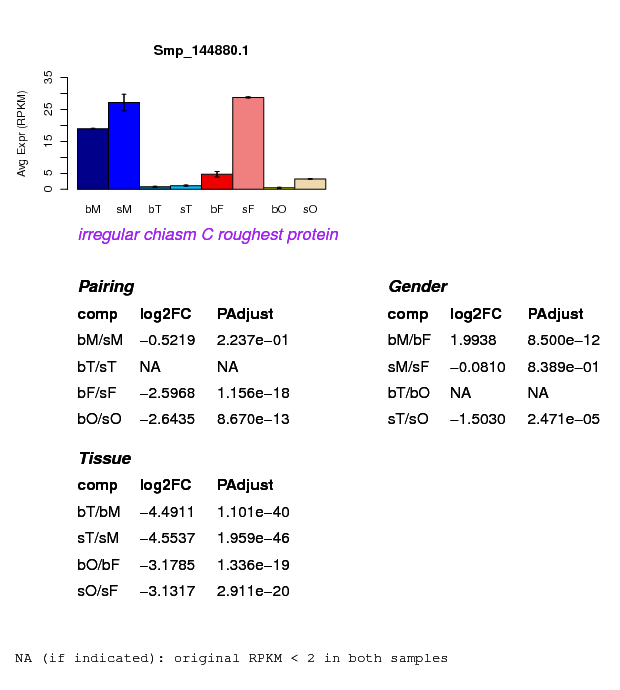 Smp_144880.1
Avg Expr (RPKM)
35
25
15
5
0
bM sM bT sT bF sF bO sO
irregular chiasm C roughest protein
Pairing
comp log2FC PAdjust
bM/sM −0.5219 2.237e−01
bT/sT NA NA
bF/sF −2.5968 1.156e−18
bO/sO −2.6435 8.670e−13
Gender
comp log2FC PAdjust
bM/bF 1.9938 8.500e−12
sM/sF −0.0810 8.389e−01
bT/bO NA NA
sT/sO −1.5030 2.471e−05
Tissue
comp log2FC PAdjust
bT/bM −4.4911 1.101e−40
sT/sM −4.5537 1.959e−46
bO/bF −3.1785 1.336e−19
sO/sF −3.1317 2.911e−20
NA (if indicated): original RPKM < 2 in both samples